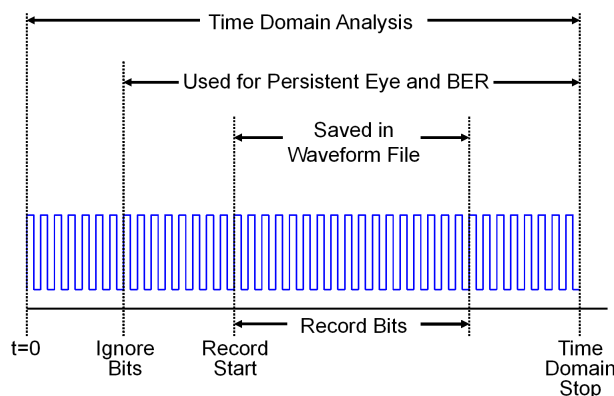 Time Domain Analysis
Used for Persistent Eye and BER
Saved in
Waveform File
Record Bits
t=0
Ignore
Bits
Record
Start
Time
Domain
Stop